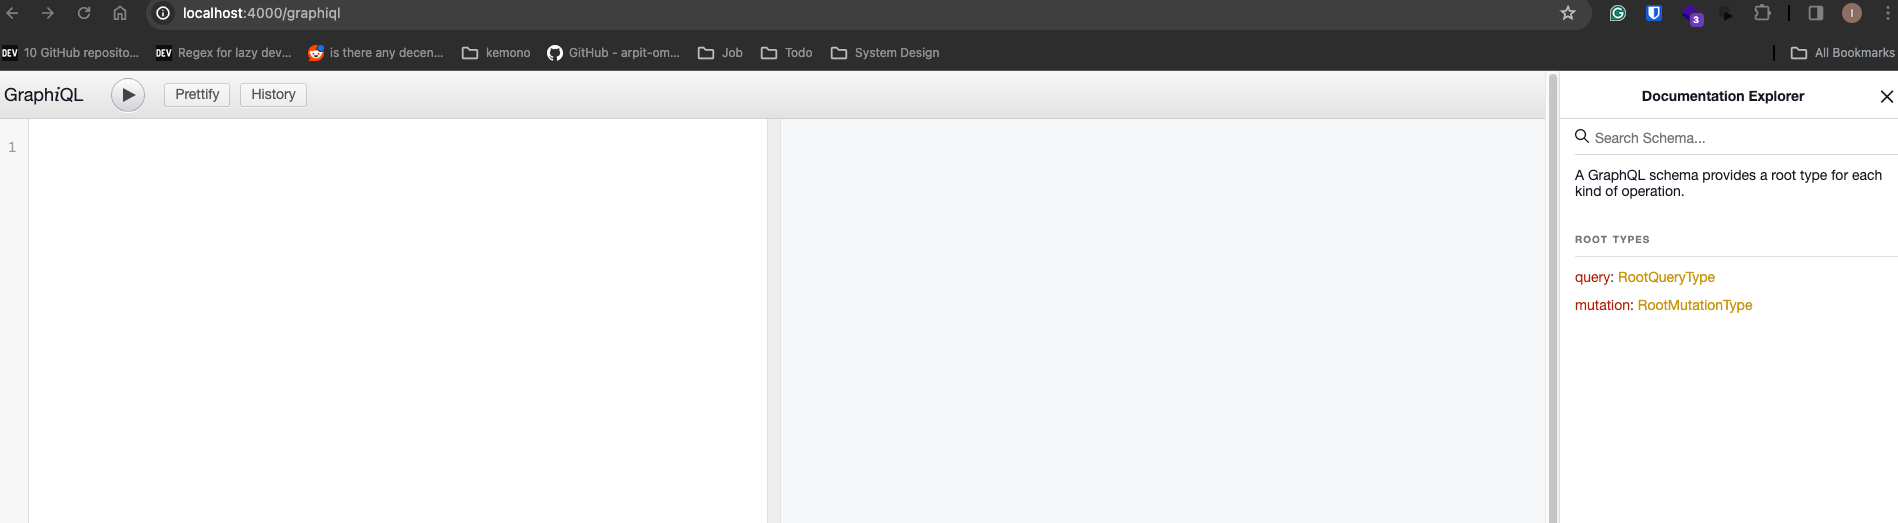 localhost:4000/graphiql
3
I
DEV 10 GitHub reposito... DEV Regex for lazy dev... is there any decen... kemono GitHub - arpit-om... Job Todo System Design All Bookmarks
GraphiQL Prettify History
Documentation Explorer
1
Search Schema...
A GraphQL schema provides a root type for each
kind of operation.
ROOT TYPES
query: RootQueryType
mutation: RootMutationType